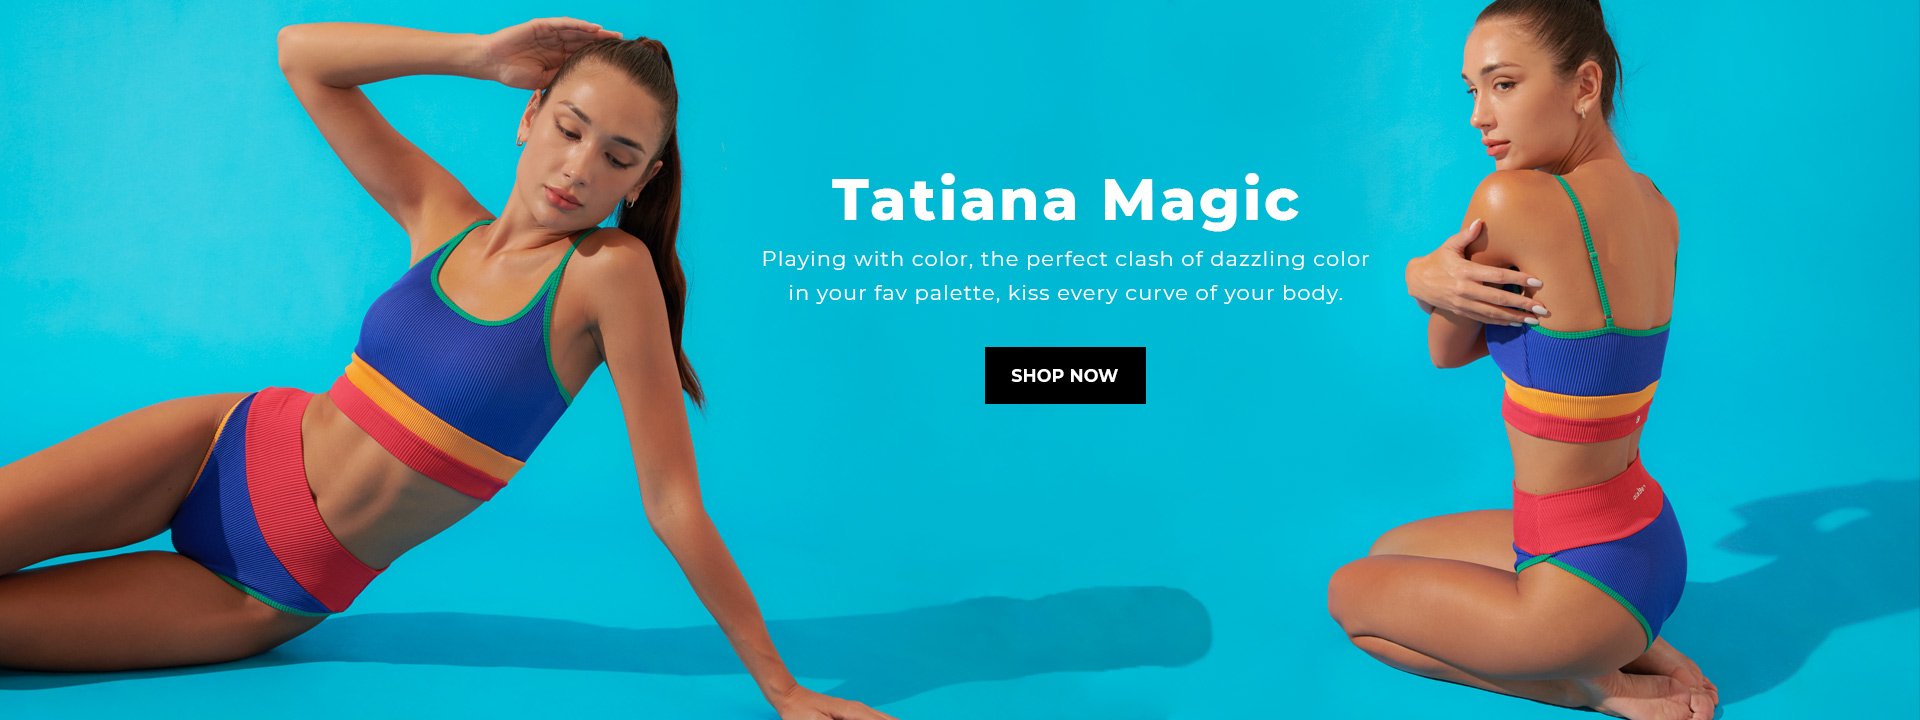 Tatiana Magic
Playing with color, the perfect clash of dazzling color
in your fav palette, kiss every curve of your body.
SHOP NOW